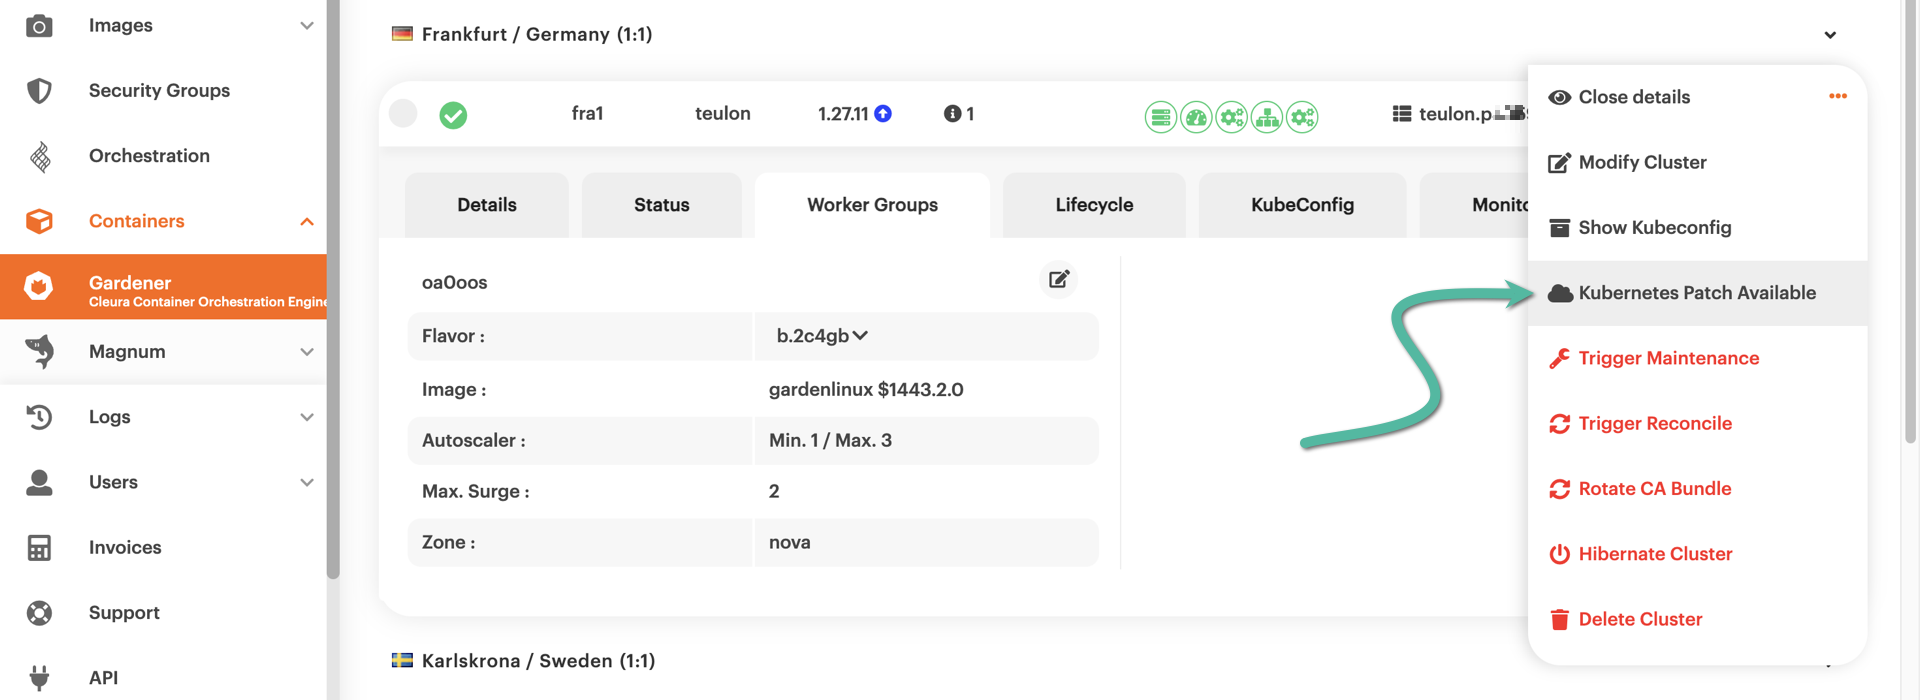 Images
Security Groups
Orchestration
Containers
Gardener
Cleura Container Orchestration Engine
Magnum
Logs
Users
Invoices
Support
API
Frankfurt / Germany (1:1)
fra1 teulon 1.27.11 1 teulon.p
Details Status Worker Groups Lifecycle KubeConfig Monito
oa0oos
Flavor : b.2c4gb
Image : gardenlinux $1443.2.0
Autoscaler : Min. 1 / Max. 3
Max. Surge : 2
Zone : nova
Close details
Modify Cluster
Show Kubeconfig
Kubernetes Patch Available
Trigger Maintenance
Trigger Reconcile
Rotate CA Bundle
Hibernate Cluster
Delete Cluster
Karlskrona / Sweden (1:1)